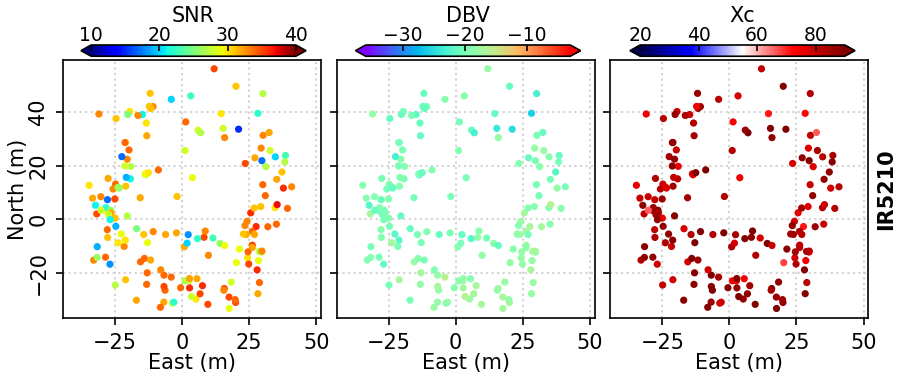 SNR DBV Xc
10 20 30 40 −30 −20 −10 20 40 60 80
North (m)
40
20
0
−20
IR5210
−25 0 25 50 −25 0 25 50 −25 0 25 50
East (m) East (m) East (m)